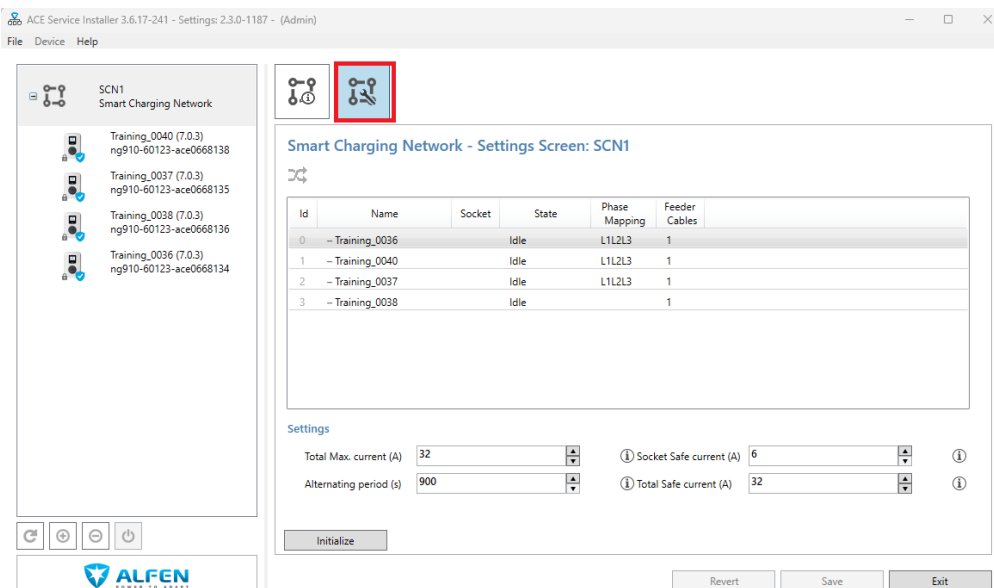 ACE Service Installer 3.6.17-241 - Settings: 2.3.0-1187 - (Admin)
File Device Help
SCN1
Smart Charging Network
Training_0040 (7.0.3)
ng910-60123-ace0668138
Training_0037 (7.0.3)
ng910-60123-ace0668135
Training_0038 (7.0.3)
ng910-60123-ace0668136
Training_0036 (7.0.3)
ng910-60123-ace0668134
Smart Charging Network - Settings Screen: SCN1
Id Name Socket State Phase Mapping Feeder Cables
0 – Training_0036 Idle L1L2L3 1
1 – Training_0040 Idle L1L2L3 1
2 – Training_0037 Idle L1L2L3 1
3 – Training_0038 Idle 1
Settings
Total Max. current (A) 32 Socket Safe current (A) 6
Alternating period (s) 900 Total Safe current (A) 32
Initialize
ALFEN
POWER TO ADAPT
Revert Save Exit